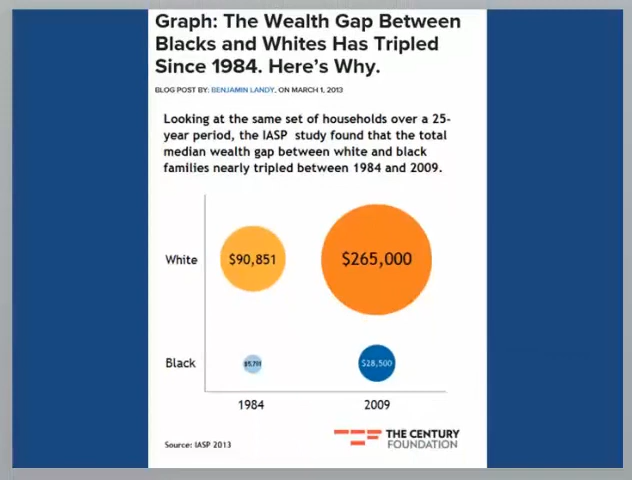 Graph: The Wealth Gap Between
Blacks and Whites Has Tripled
Since 1984. Here's Why.
BLOG POST BY: BENJAMIN LANDY, ON MARCH 1, 2013
Looking at the same set of households over a 25-
year period, the IASP study found that the total
median wealth gap between white and black
families nearly tripled between 1984 and 2009.
White
$90,851
$265,000
Black
$28,500
1984
2009
Source: IASP 2013
THE CENTURY
FOUNDATION